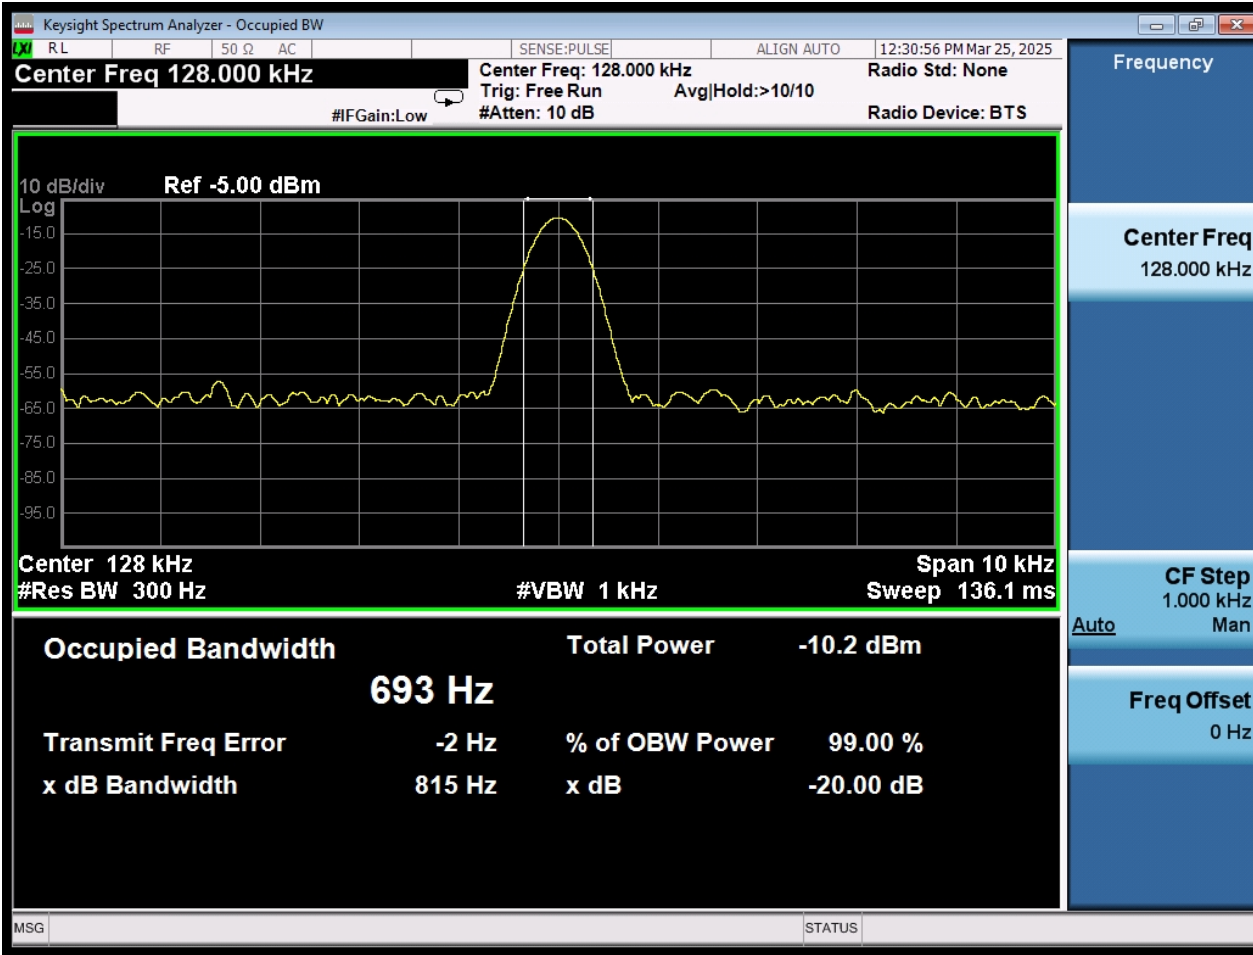 Keysight Spectrum Analyzer - Occupied BW
LXI RL RF 50 Ω AC SENSE:PULSE ALIGN AUTO 12:30:56 PM Mar 25, 2025
Center Freq 128.000 kHz
Center Freq: 128.000 kHz Radio Std: None
Trig: Free Run Avg|Hold:>10/10
#IFGain:Low #Atten: 10 dB Radio Device: BTS
10 dB/div Ref -5.00 dBm
Log
-15.0
-25.0
-35.0
-45.0
-55.0
-65.0
-75.0
-85.0
-95.0
Center 128 kHz Span 10 kHz
#Res BW 300 Hz #VBW 1 kHz Sweep 136.1 ms
Occupied Bandwidth Total Power -10.2 dBm
693 Hz
Transmit Freq Error -2 Hz % of OBW Power 99.00 %
x dB Bandwidth 815 Hz x dB -20.00 dB
MSG STATUS
Frequency
Center Freq
128.000 kHz
CF Step
1.000 kHz
Auto Man
Freq Offset
0 Hz